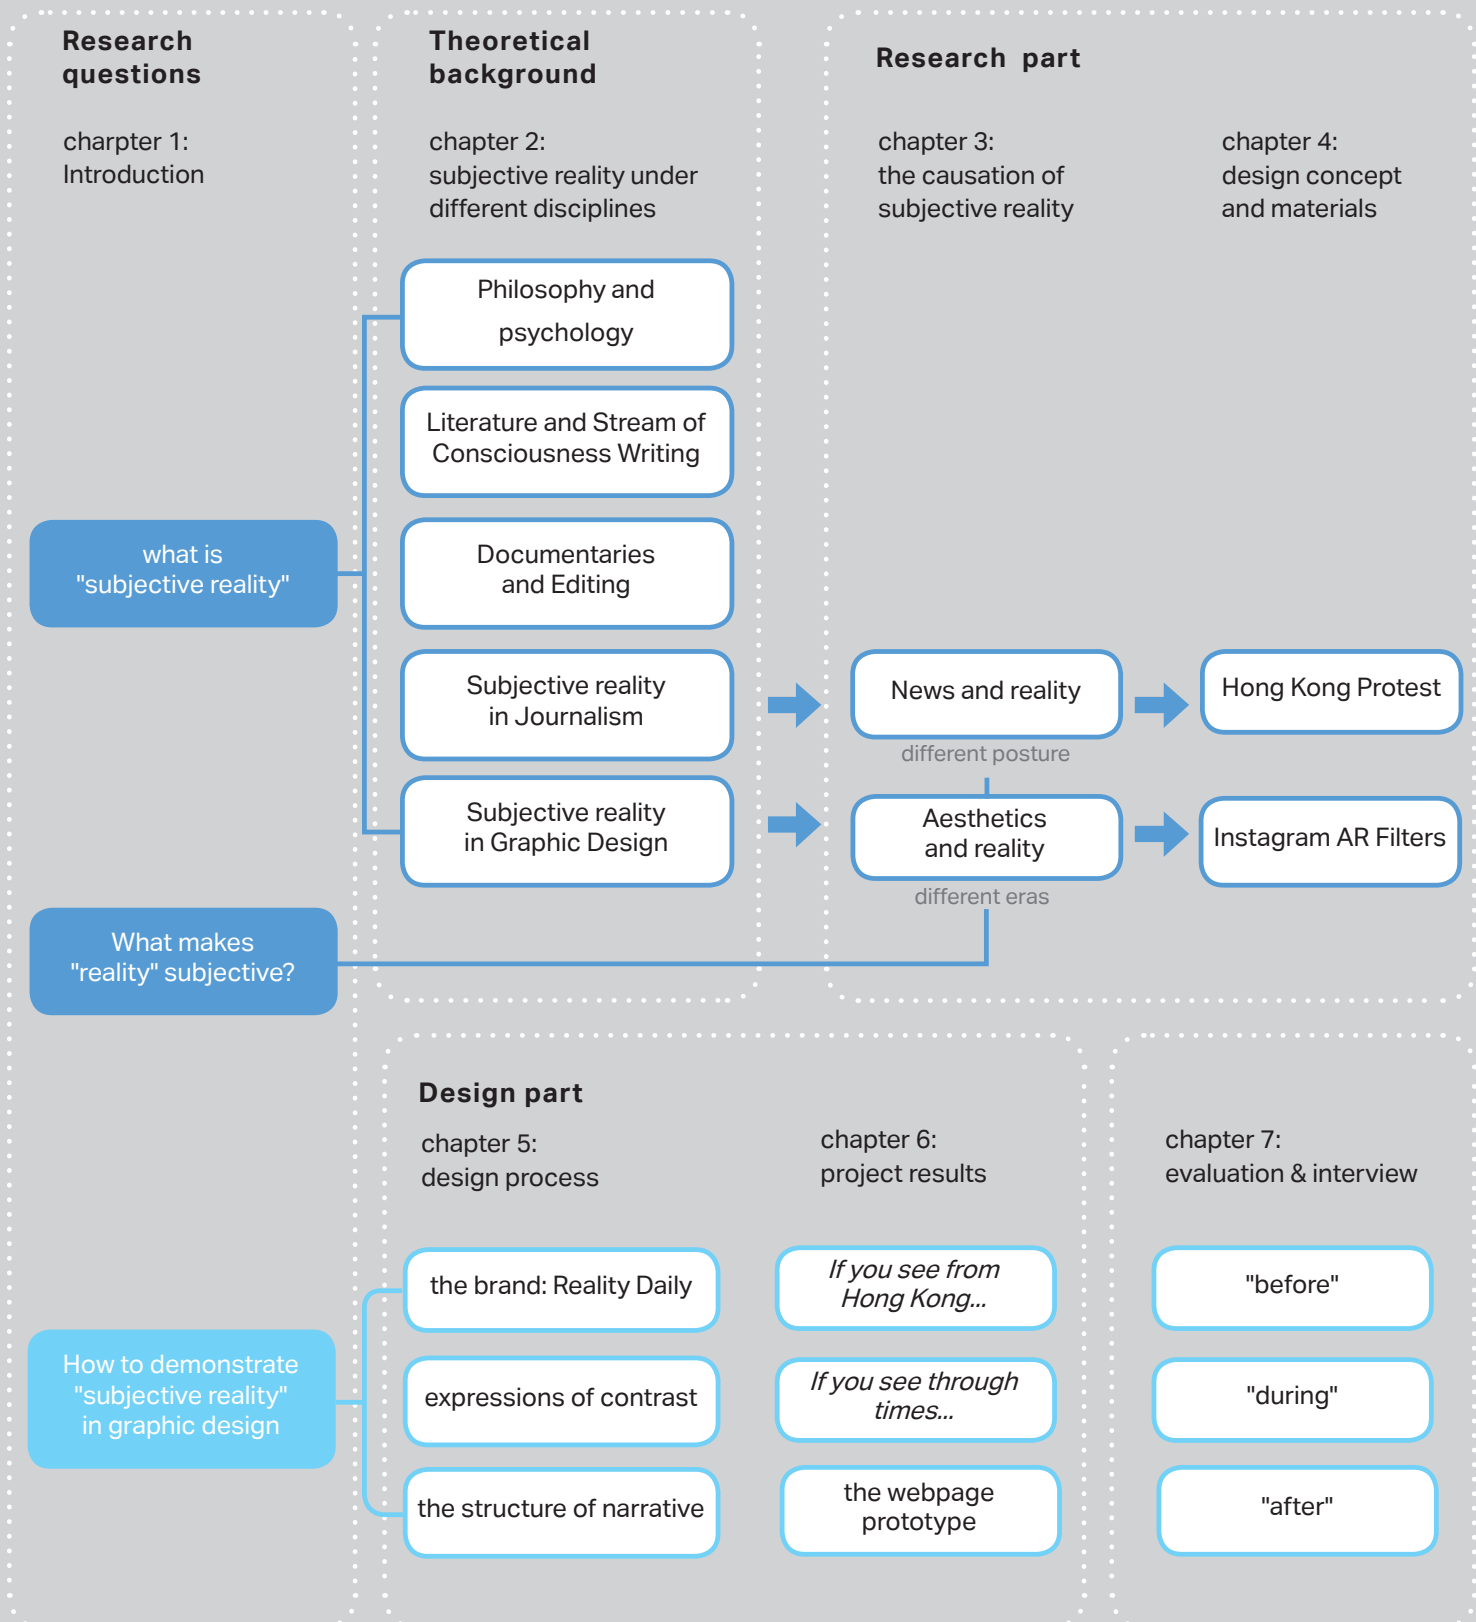 Research
questions
charpter 1:
Introduction
Theoretical
background
chapter 2:
subjective reality under
different disciplines
Research part
chapter 3:
the causation of
subjective reality
chapter 4:
design concept
and materials
what is
"subjective reality"
Philosophy and
psychology
Literature and Stream of
Consciousness Writing
Documentaries
and Editing
Subjective reality
in Journalism
Subjective reality
in Graphic Design
News and reality
different posture
Aesthetics
and reality
different eras
Hong Kong Protest
Instagram AR Filters
What makes
"reality" subjective?
Design part
chapter 5:
design process
chapter 6:
project results
chapter 7:
evaluation & interview
How to demonstrate
"subjective reality"
in graphic design
the brand: Reality Daily
expressions of contrast
the structure of narrative
If you see from
Hong Kong...
If you see through
times...
the webpage
prototype
"before"
"during"
"after"